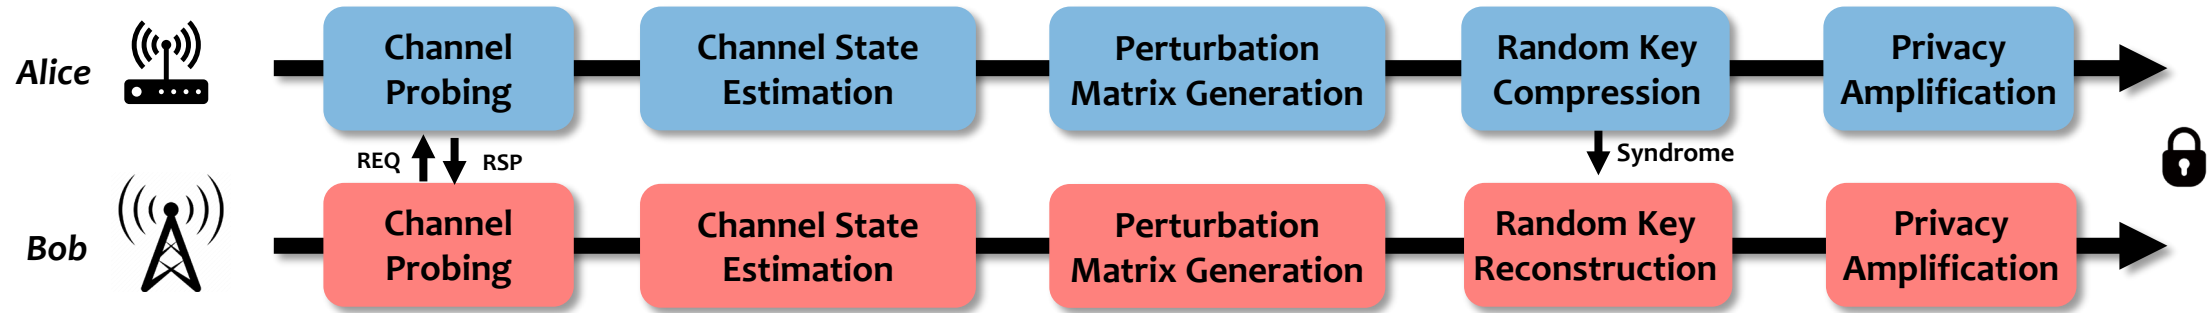 Alice
Channel
Probing
Channel State
Estimation
Perturbation
Matrix Generation
Random Key
Compression
Privacy
Amplification
REQ
RSP
Syndrome
Bob
Channel
Probing
Channel State
Estimation
Perturbation
Matrix Generation
Random Key
Reconstruction
Privacy
Amplification